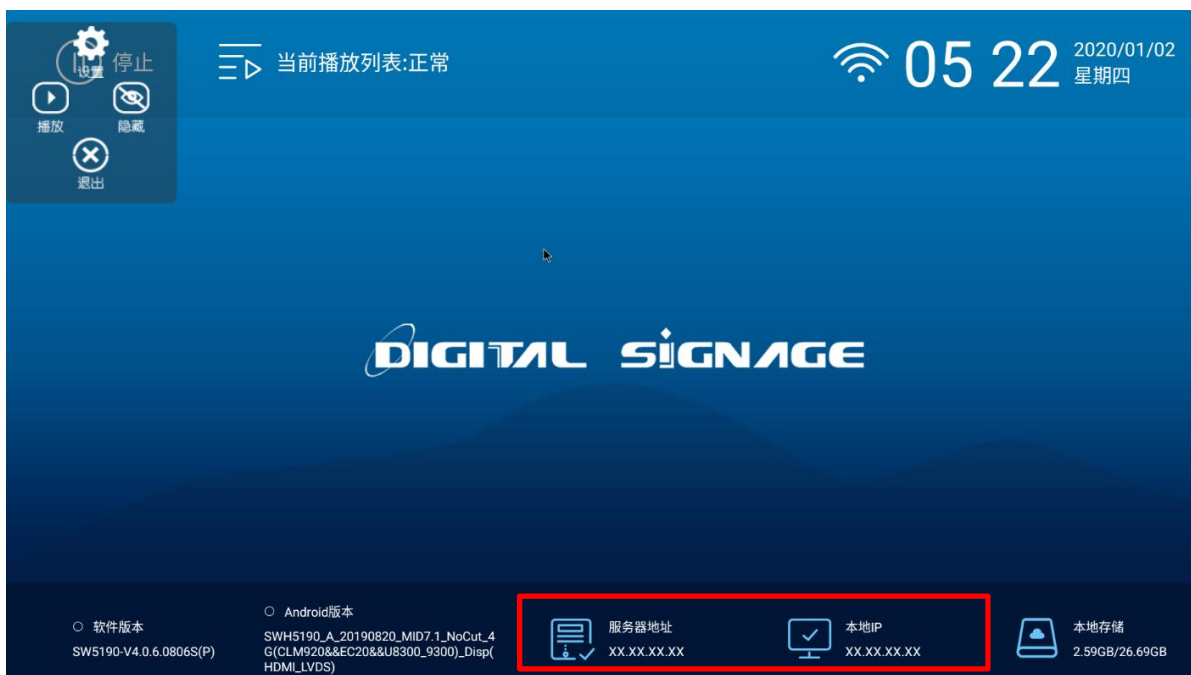 设置
停止
播放
隐藏
退出
当前播放列表:正常
05 22
2020/01/02
星期四
DIGITAL SIGNAGE
软件版本
SW5190-V4.0.6.0806S(P)
Android版本
SWH5190_A_20190820_MID7.1_NoCut_4
G(CLM920&&EC20&&U8300_9300)_Disp(
HDMI_LVDS)
服务器地址
XX.XX.XX.XX
本地IP
XX.XX.XX.XX
本地存储
2.59GB/26.69GB